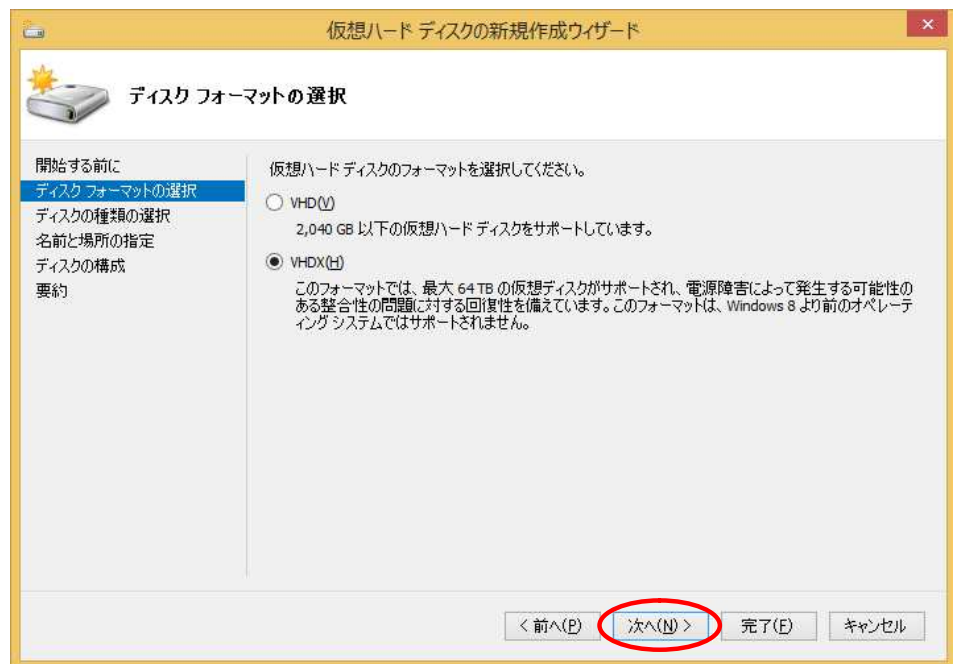 仮想ハード ディスクの新規作成ウィザード
ディスク フォーマットの選択
開始する前に
ディスク フォーマットの選択
ディスクの種類の選択
名前と場所の指定
ディスクの構成
要約
仮想ハード ディスクのフォーマットを選択してください。
VHD(V)
2,040 GB 以下の仮想ハード ディスクをサポートしています。
VHDX(H)
このフォーマットでは、最大 64 TB の仮想ディスクがサポートされ、電源障害によって発生する可能性の
ある整合性の問題に対する回復性を備えています。このフォーマットは、Windows 8 より前のオペレーテ
ィング システムではサポートされません。
< 前へ(P)
次へ(N) >
完了(F)
キャンセル